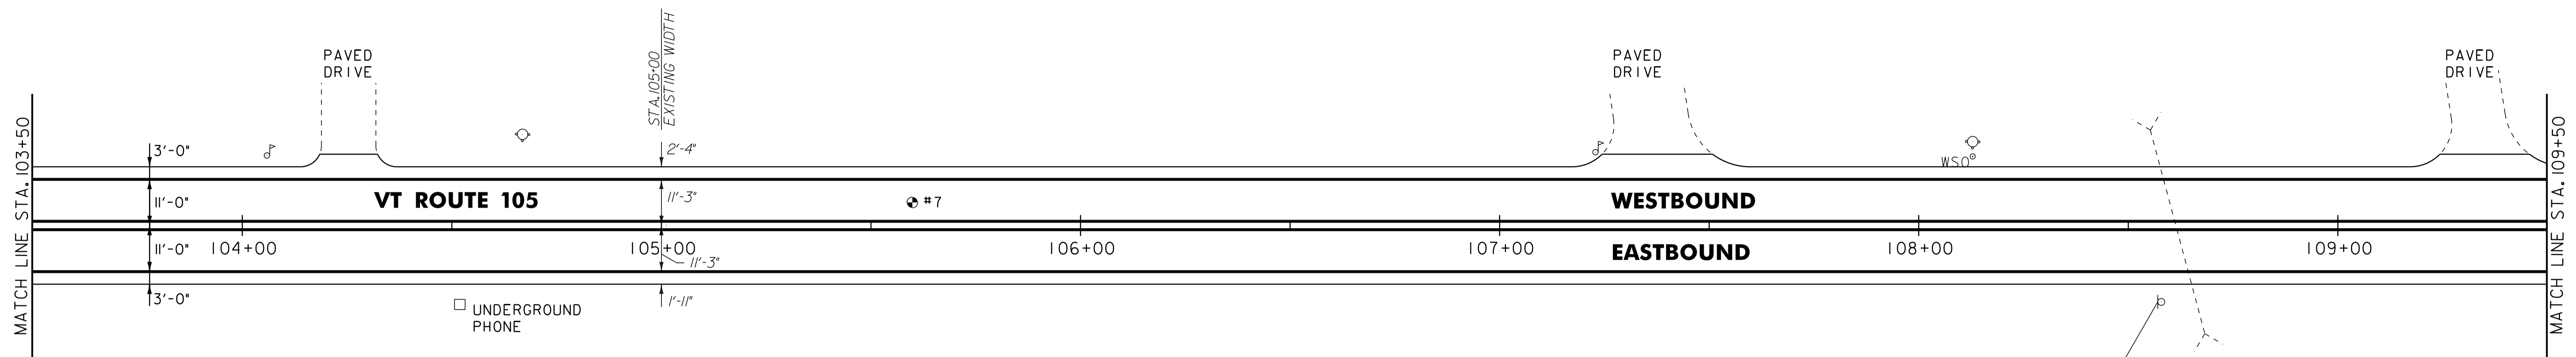 MATCH LINE STA. 103+50
PAVED
DRIVE
STA.105+00
EXISTING WIDTH
PAVED
DRIVE
PAVED
DRIVE
3'-0"
2'-4"
WSO
11'-0"
VT ROUTE 105
11'-3"
#7
WESTBOUND
11'-0"
104+00
105+00
11'-3"
106+00
107+00
EASTBOUND
108+00
109+00
3'-0"
1'-11"
UNDERGROUND
PHONE
MATCH LINE STA. 109+50